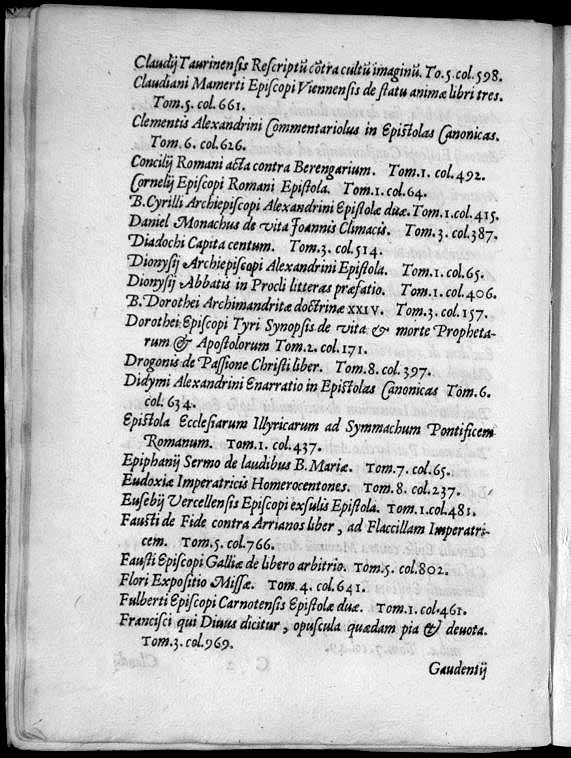 Claudij Taurinensis Rescriptū cōtra cultū imaginū. To. 5. col. 598.
Claudiani Mamerti Episcopi Viennensis de statu animæ libri tres.
Tom. 5. col. 661.
Clementis Alexandrini Commentariolus in Epistolas Canonicas.
Tom. 6. col. 626.
Concilij Romani acta contra Berengarium. Tom. 1. col. 492.
Cornelij Episcopi Romani Epistola. Tom. 1. col. 64.
B. Cyrilli Archiepiscopi Alexandrini Epistolæ duæ. Tom. 1. col. 415.
Daniel Monachus de vita Joannis Climacis. Tom. 3. col. 387.
Diadochi Capita centum. Tom. 3. col. 514.
Dionysij Archiepiscopi Alexandrini Epistola. Tom. 1. col. 65.
Dionysij Abbatis in Procli litteras præfatio. Tom. 1. col. 406.
B. Dorothei Archimandritæ doctrinæ XXIV. Tom. 3. col. 157.
Dorothei Episcopi Tyri Synopsis de vita & morte Propheta-
rum & Apostolorum Tom. 2. col. 171.
Drogonis de Passione Christi liber. Tom. 8. col. 397.
Didymi Alexandrini Enarratio in Epistolas Canonicas Tom. 6.
col. 634.
Epistola Ecclesiarum Illyricarum ad Symmachum Pontificem
Romanum. Tom. 1. col. 437.
Epiphanij Sermo de laudibus B. Mariæ. Tom. 7. col. 65.
Eudoxiæ Imperatricis Homerocentones. Tom. 8. col. 237.
Eusebij Vercellensis Episcopi exsulis Epistola. Tom. 1. col. 481.
Fausti de Fide contra Arrianos liber, ad Flaccillam Imperatri-
cem. Tom. 5. col. 766.
Fausti Episcopi Galliæ de libero arbitrio. Tom. 5. col. 802.
Flori Expositio Missæ. Tom. 4. col. 641.
Fulberti Episcopi Carnotensis Epistolæ duæ. Tom. 1. col. 461.
Francisci qui Diuus dicitur, opuscula quædam pia & deuota.
Tom. 3. col. 969.
Gaudentij